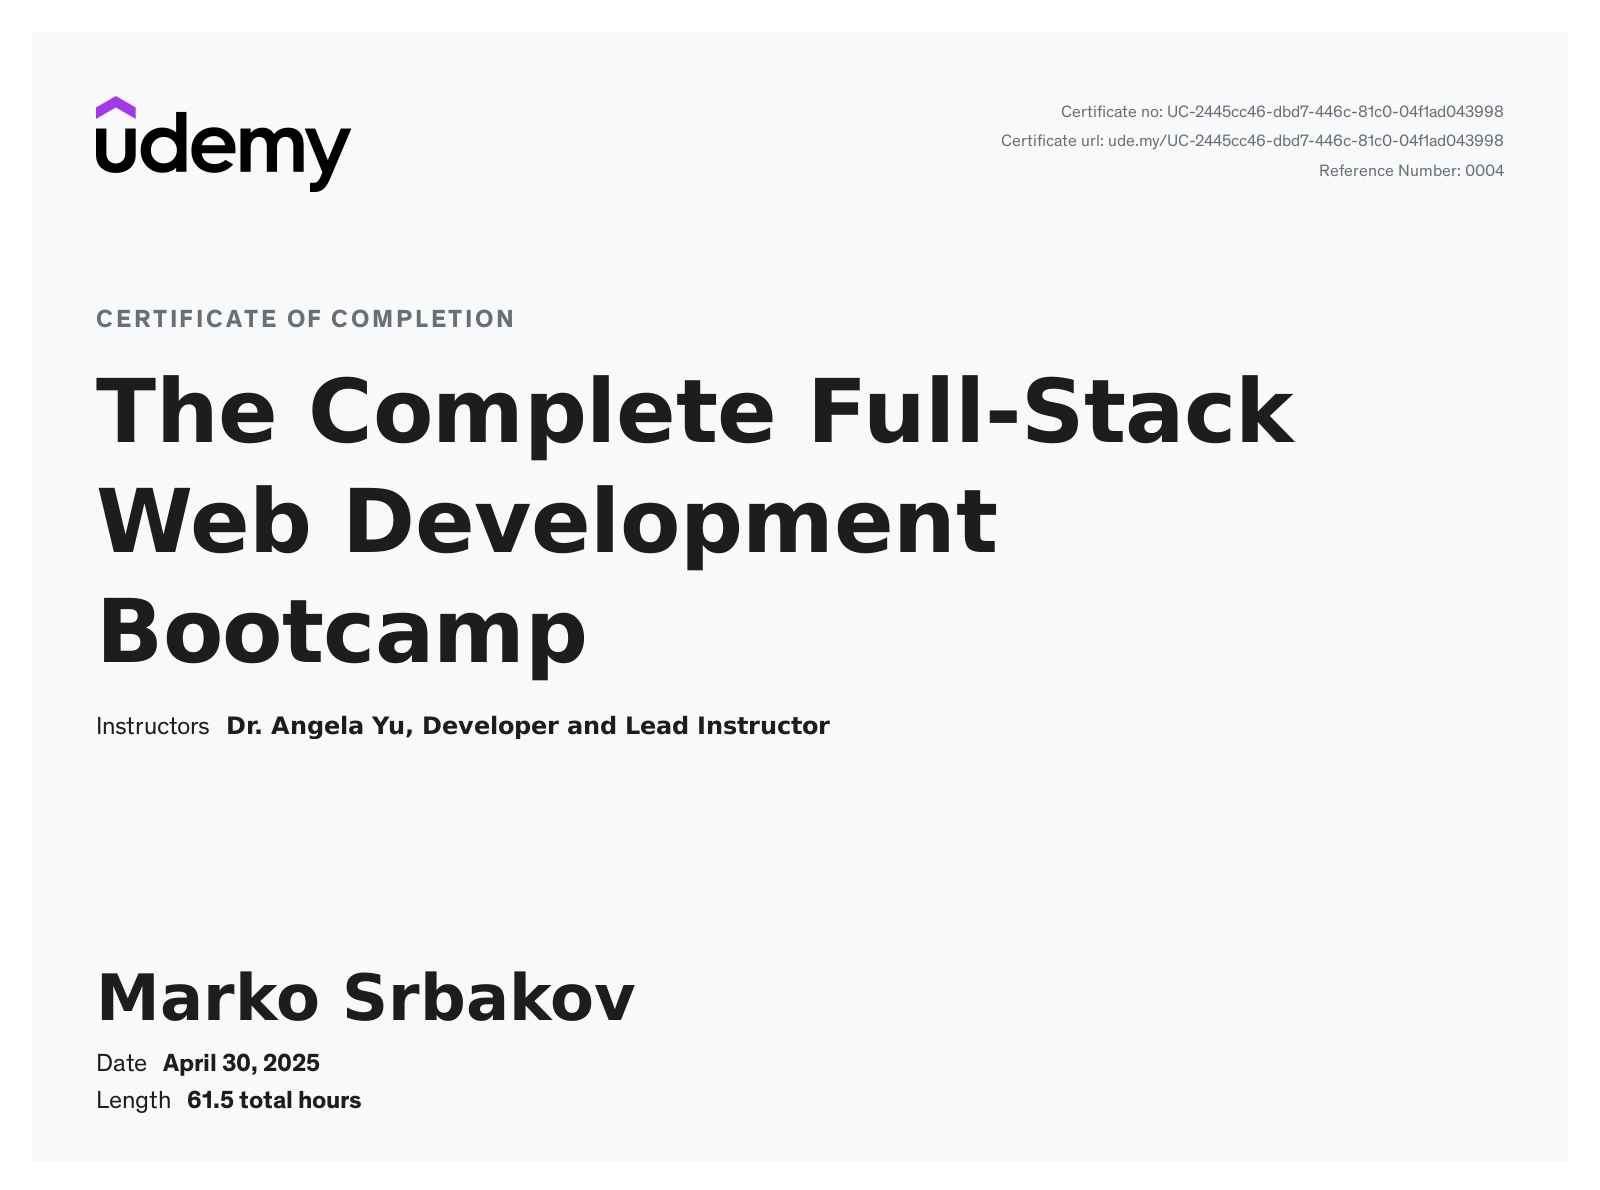 udemy
Certificate no: UC-2445cc46-dbd7-446c-81c0-04f1ad043998
Certificate url: ude.my/UC-2445cc46-dbd7-446c-81c0-04f1ad043998
Reference Number: 0004
CERTIFICATE OF COMPLETION
The Complete Full-Stack
Web Development
Bootcamp
Instructors Dr. Angela Yu, Developer and Lead Instructor
Marko Srbakov
Date April 30, 2025
Length 61.5 total hours